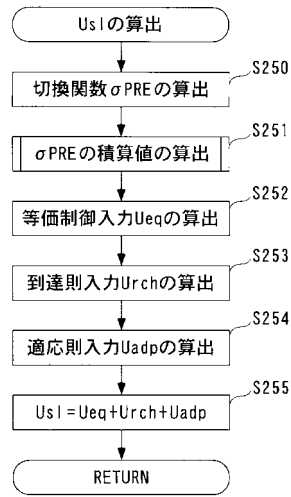 Uslの算出
S250
切換関数σPREの算出
S251
σPREの積算値の算出
S252
等価制御入力Ueqの算出
S253
到達則入力Urchの算出
S254
適応則入力Uadpの算出
S255
Usl=Ueq+Urch+Uadp
RETURN